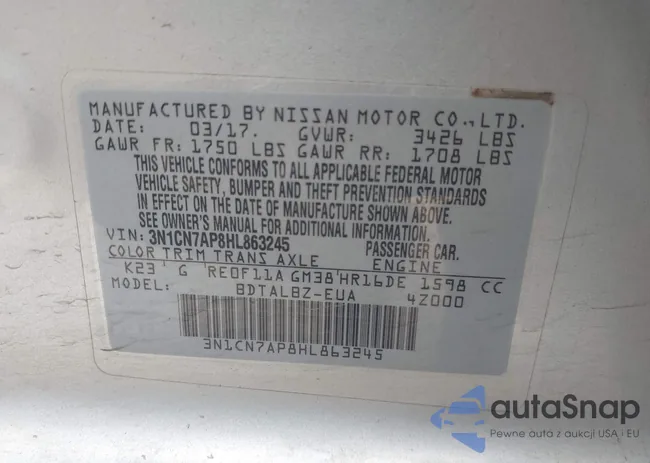 MANUFACTURED BY NISSAN MOTOR CO.,LTD.
DATE: 03/17. GVWR: 3426 LBS
GAWR FR: 1750 LBS GAWR RR: 1708 LBS
THIS VEHICLE CONFORMS TO ALL APPLICABLE FEDERAL MOTOR
VEHICLE SAFETY, BUMPER AND THEFT PREVENTION STANDARDS
IN EFFECT ON THE DATE OF MANUFACTURE SHOWN ABOVE.
SEE OWNER'S MANUAL FOR ADDITIONAL INFORMATION.
VIN: 3N1CN7AP8HL863245 PASSENGER CAR.
COLOR TRIM TRANS AXLE ENGINE
K23 G RE0F11A GM38 HR16DE 1598 CC
MODEL: BDTALBZ-EUA 4Z000
3N1CN7AP8HL863245
autaSnap
Pewne auta z aukcji USA i EU